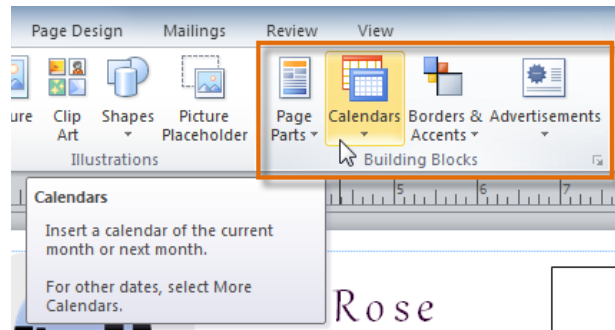 Page Design Mailings Review View
ure Clip Art Shapes Picture Placeholder Page Parts Calendars Borders & Accents Advertisements
Illustrations Building Blocks
5 6 7
Calendars
Insert a calendar of the current
month or next month.
For other dates, select More
Calendars.
Rose